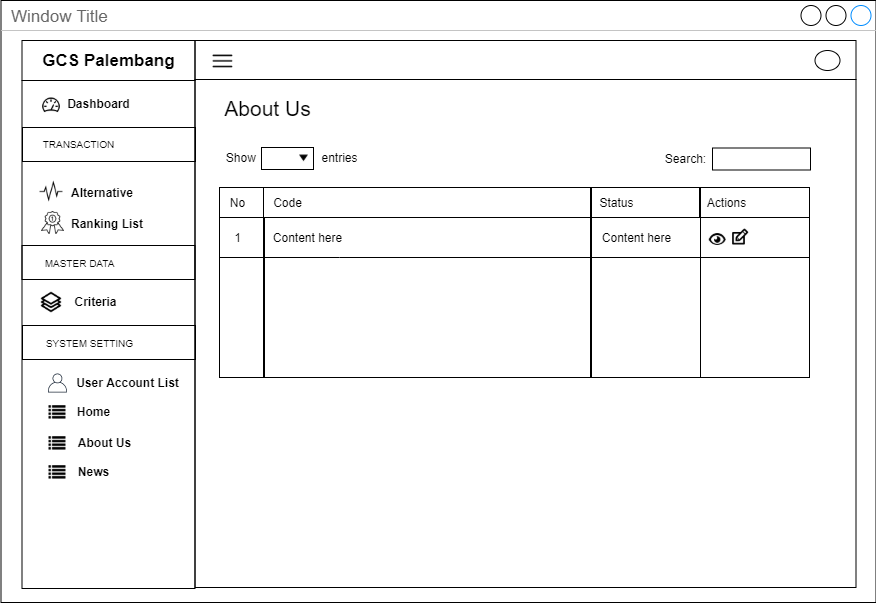 Window Title
GCS Palembang
Dashboard
TRANSACTION
Alternative
Ranking List
MASTER DATA
Criteria
SYSTEM SETTING
User Account List
Home
About Us
News
About Us
Show entries Search:
No Code Status Actions
1 Content here Content here